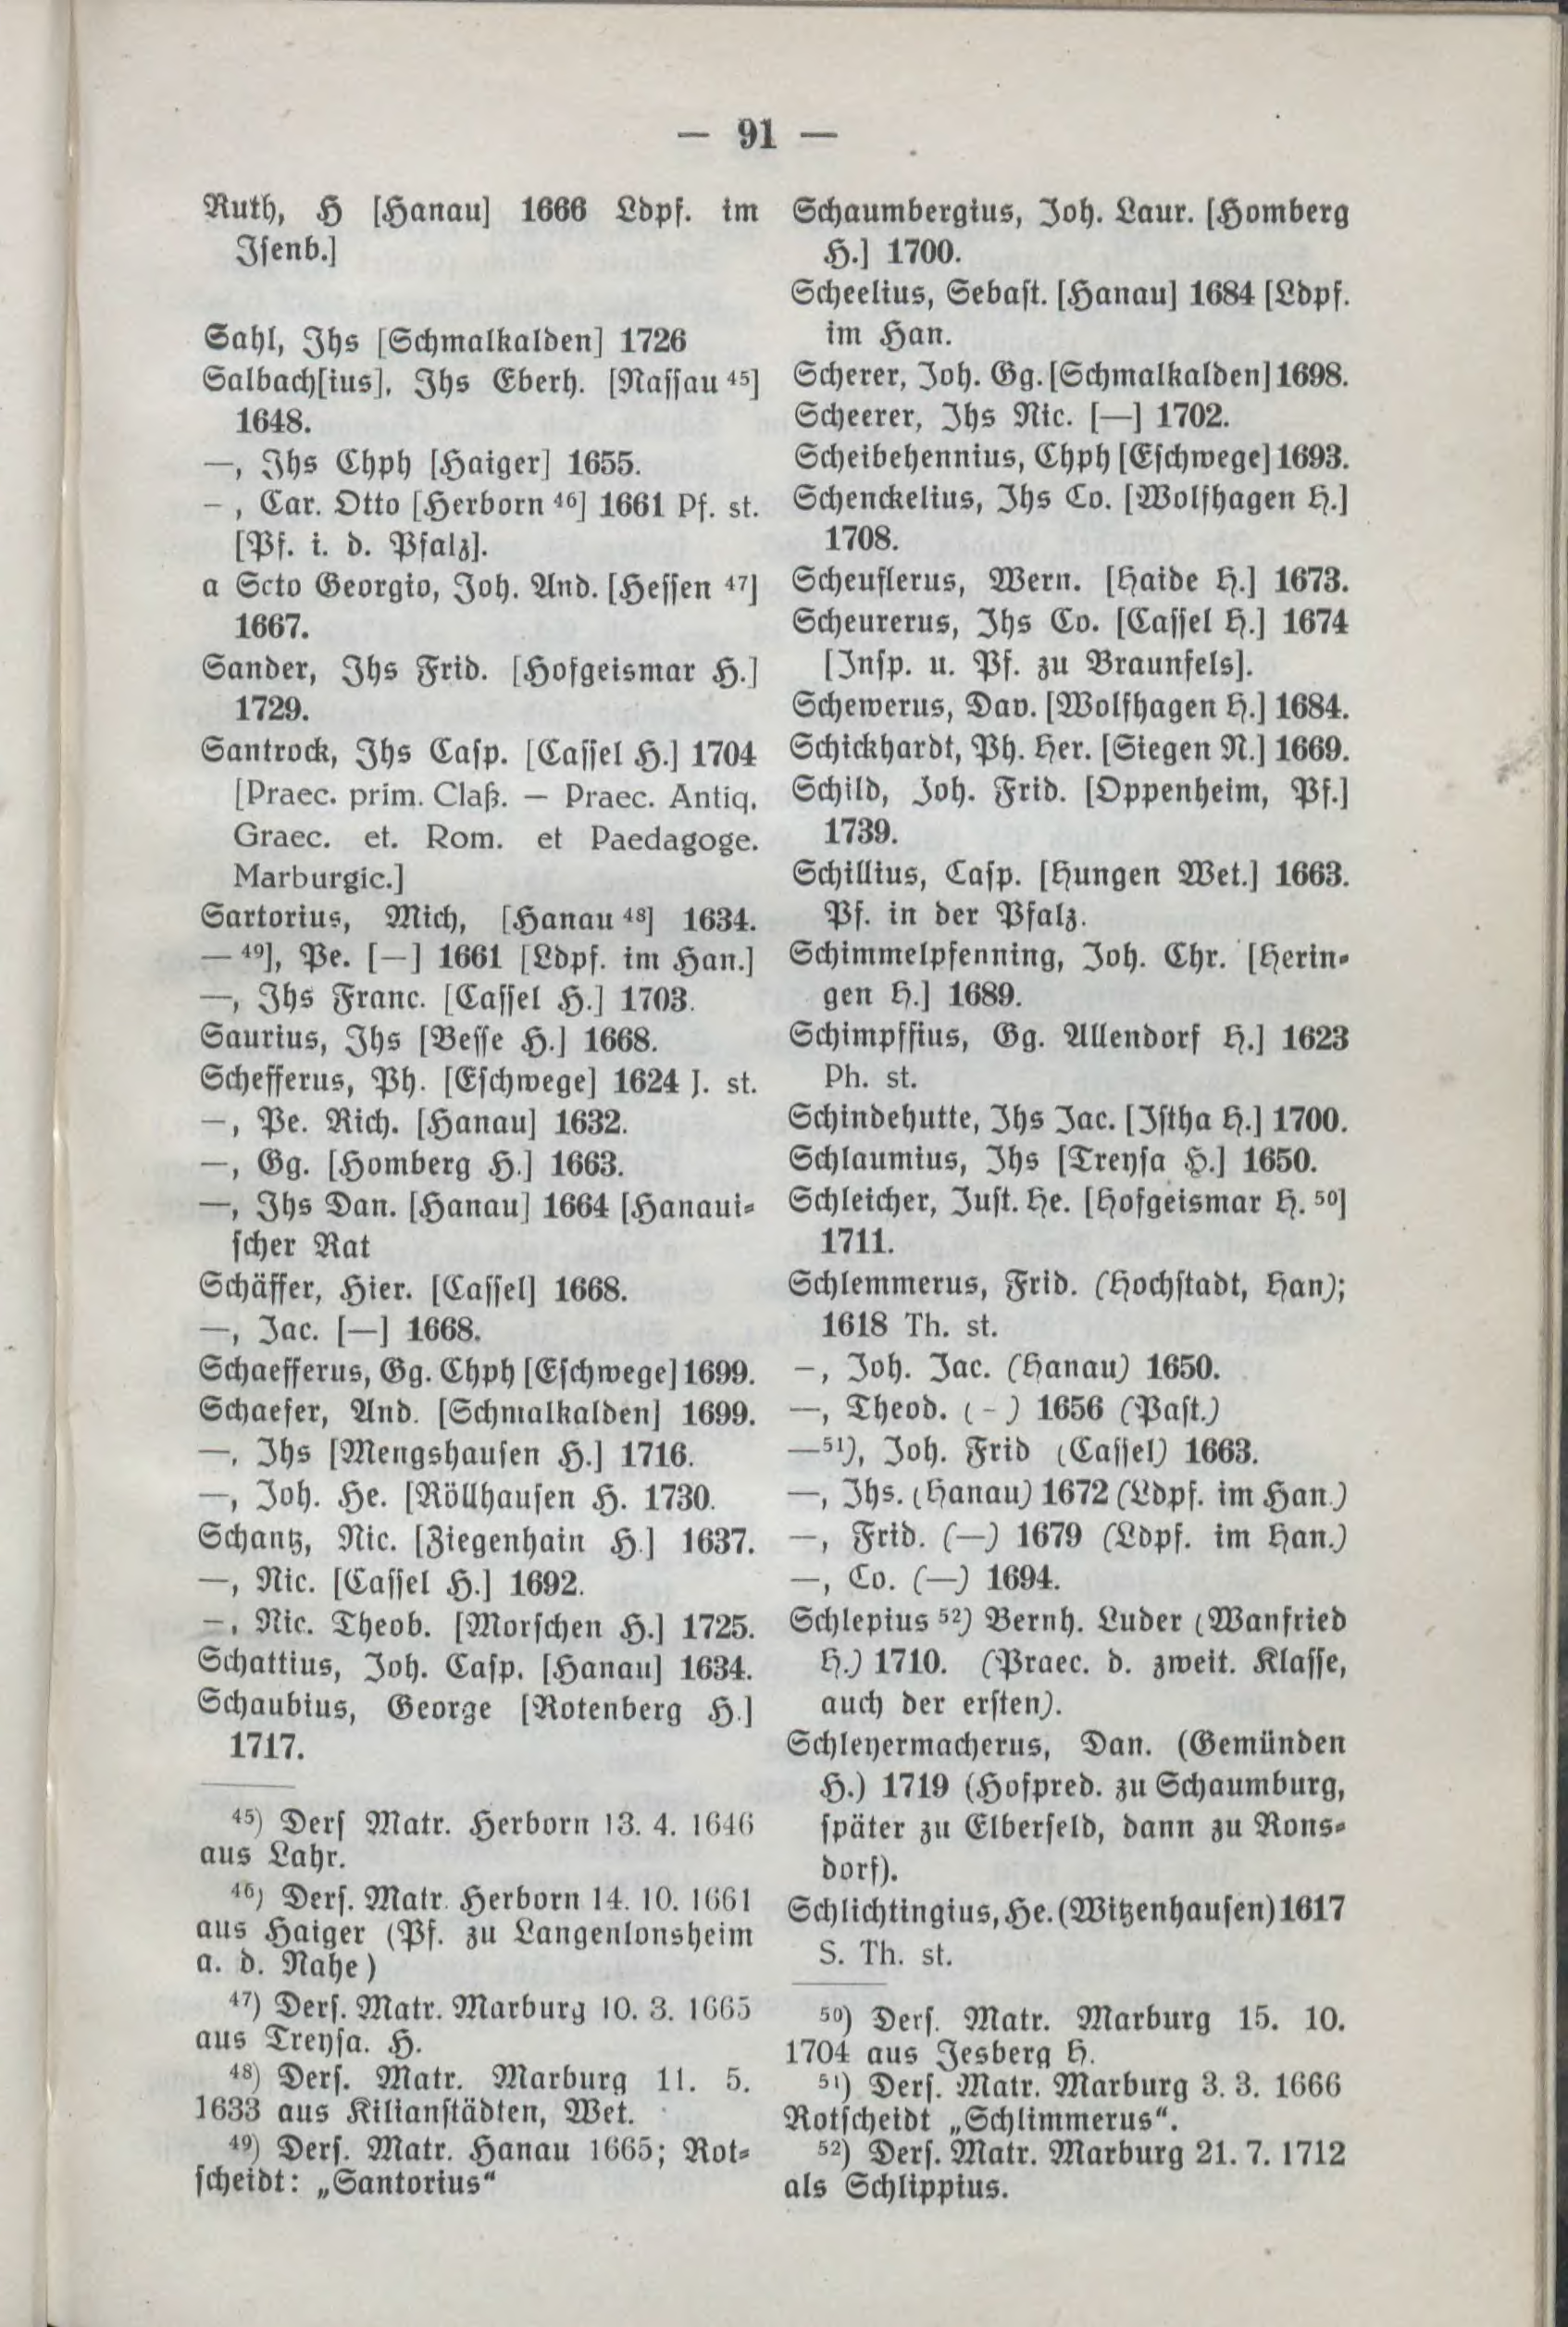 — 91 —
Ruth, H [Hanau] 1666 Ldpf. im
Isenb.]
Sahl, Jhs [Schmalkalden] 1726
Salbach[ius], Jhs Eberh. [Nassau ⁴⁵]
1648.
—, Jhs Chph [Haiger] 1655.
– , Car. Otto [Herborn ⁴⁶] 1661 Pf. st.
[Pf. i. d. Pfalz].
a Scto Georgio, Joh. And. [Hessen ⁴⁷]
1667.
Sander, Jhs Frid. [Hofgeismar H.]
1729.
Santrock, Jhs Casp. [Cassel H.] 1704
[Praec. prim. Claß. — Praec. Antiq.
Graec. et. Rom. et Paedagoge.
Marburgic.]
Sartorius, Mich, [Hanau ⁴⁸] 1634.
— ⁴⁹], Pe. [—] 1661 [Ldpf. im Han.]
—, Jhs Franc. [Cassel H.] 1703.
Saurius, Jhs [Besse H.] 1668.
Schefferus, Ph. [Eschwege] 1624 J. st.
—, Pe. Rich. [Hanau] 1632.
—, Gg. [Homberg H.] 1663.
—, Jhs Dan. [Hanau] 1664 [Hanaui-
scher Rat
Schäffer, Hier. [Cassel] 1668.
—, Jac. [—] 1668.
Schaefferus, Gg. Chph [Eschwege] 1699.
Schaefer, And. [Schmalkalden] 1699.
—, Jhs [Mengshausen H.] 1716.
—, Joh. He. [Röllhausen H. 1730.
Schantz, Nic. [Ziegenhain H.] 1637.
—, Nic. [Cassel H.] 1692.
—, Nic. Theob. [Morschen H.] 1725.
Schattius, Joh. Casp. [Hanau] 1634.
Schaubius, George [Rotenberg H.]
1717.
⁴⁵) Ders Matr. Herborn 13. 4. 1646
aus Lahr.
⁴⁶) Ders. Matr. Herborn 14. 10. 1661
aus Haiger (Pf. zu Langenlonsheim
a. d. Nahe)
⁴⁷) Ders. Matr. Marburg 10. 3. 1665
aus Treysa. H.
⁴⁸) Ders. Matr. Marburg 11. 5.
1633 aus Kilianstädten, Wet.
⁴⁹) Ders. Matr. Hanau 1665; Rot-
scheidt: „Santorius“
Schaumbergius, Joh. Laur. [Homberg
H.] 1700.
Scheelius, Sebast. [Hanau] 1684 [Ldpf.
im Han.
Scherer, Joh. Gg. [Schmalkalden] 1698.
Scheerer, Jhs Nic. [—] 1702.
Scheibehennius, Chph [Eschwege] 1693.
Schenckelius, Jhs Co. [Wolfhagen H.]
1708.
Scheuflerus, Wern. [Haide H.] 1673.
Scheurerus, Jhs Co. [Cassel H.] 1674
[Insp. u. Pf. zu Braunfels].
Schewerus, Dav. [Wolfhagen H.] 1684.
Schickhardt, Ph. Her. [Siegen N.] 1669.
Schild, Joh. Frid. [Oppenheim, Pf.]
1739.
Schillius, Casp. [Hungen Wet.] 1663.
Pf. in der Pfalz.
Schimmelpfenning, Joh. Chr. [Herin-
gen H.] 1689.
Schimpffius, Gg. Allendorf H.] 1623
Ph. st.
Schindehutte, Jhs Jac. [Istha H.] 1700.
Schlaumius, Jhs [Treysa H.] 1650.
Schleicher, Just. He. [Hofgeismar H. ⁵⁰]
1711.
Schlemmerus, Frid. (Hochstadt, Han);
1618 Th. st.
–, Joh. Jac. (Hanau) 1650.
—, Theod. ( – ) 1656 (Past.)
—⁵¹), Joh. Frid (Cassel) 1663.
—, Jhs. (Hanau) 1672 (Ldpf. im Han.)
—, Frid. (—) 1679 (Ldpf. im Han.)
—, Co. (—) 1694.
Schlepius ⁵²) Bernh. Luder (Wanfried
H.) 1710. (Praec. d. zweit. Klasse,
auch der ersten).
Schleyermacherus, Dan. (Gemünden
H.) 1719 (Hofpred. zu Schaumburg,
später zu Elberfeld, dann zu Rons-
dorf).
Schlichtingius, He. (Witzenhausen) 1617
S. Th. st.
⁵⁰) Ders. Matr. Marburg 15. 10.
1704 aus Jesberg H.
⁵¹) Ders. Matr. Marburg 3. 3. 1666
Rotscheidt „Schlimmerus“.
⁵²) Ders. Matr. Marburg 21. 7. 1712
als Schlippius.